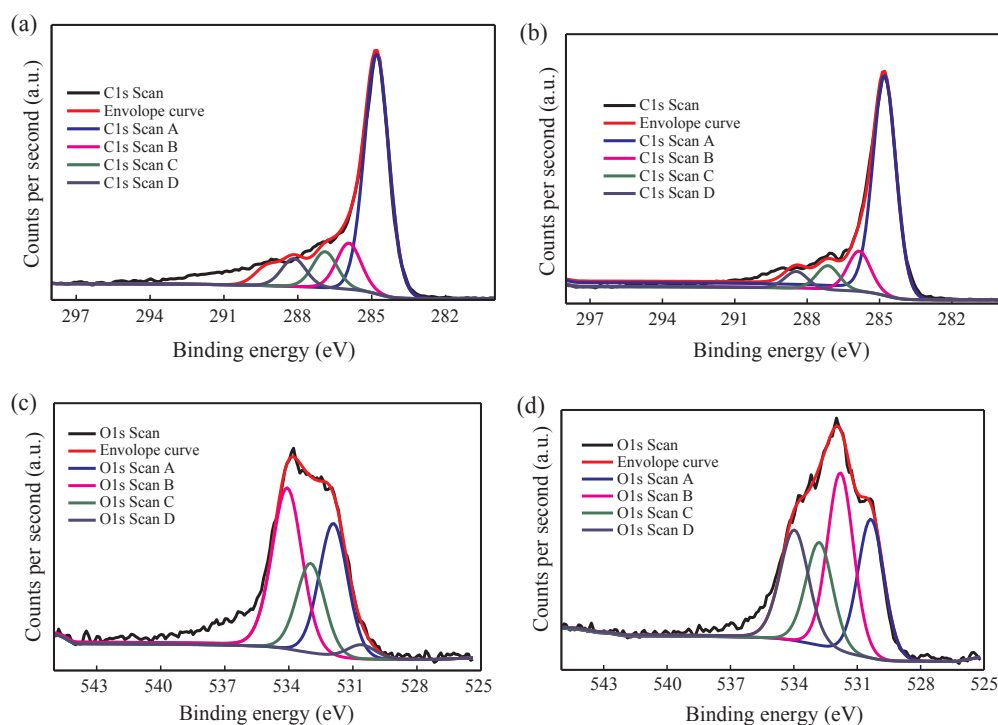 (a)
C1s Scan
Envolope curve
C1s Scan A
C1s Scan B
C1s Scan C
C1s Scan D
Counts per second (a.u.)
297 294 291 288 285 282
Binding energy (eV)
(b)
C1s Scan
Envolope curve
C1s Scan A
C1s Scan B
C1s Scan C
C1s Scan D
Counts per second (a.u.)
297 294 291 288 285 282
Binding energy (eV)
(c)
O1s Scan
Envolope curve
O1s Scan A
O1s Scan B
O1s Scan C
O1s Scan D
Counts per second (a.u.)
543 540 537 534 531 528 525
Binding energy (eV)
(d)
O1s Scan
Envolope curve
O1s Scan A
O1s Scan B
O1s Scan C
O1s Scan D
Counts per second (a.u.)
543 540 537 534 531 528 525
Binding energy (eV)